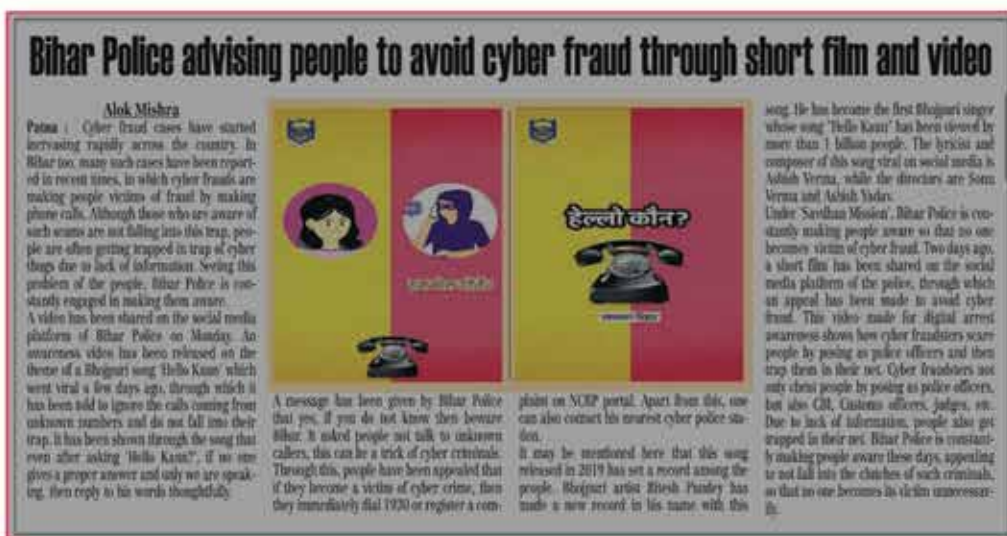 Bihar Police advising people to avoid cyber fraud through short film and video
Alok Mishra
Patna : Cyber fraud cases have started
increasing rapidly across the country. In
Bihar too, many such cases have been report-
ed in recent times, in which cyber frauds are
making people victims of fraud by making
phone calls. Although those who are aware of
such scams are not falling into this trap, peo-
ple are often getting trapped in trap of cyber
thugs due to lack of information. Seeing this
problem of the people, Bihar Police is con-
stantly engaged in making them aware.
A video has been shared on the social media
platform of Bihar Police on Monday. An
awareness video has been released on the
theme of a Bhojpuri song 'Hello Kaun' which
went viral a few days ago, through which it
has been told to ignore the calls coming from
unknown numbers and do not fall into their
trap. It has been shown through the song that
even after asking 'Hello Kaun?', if no one
gives a proper answer and only we are speak-
ing, then reply to his words thoughtfully.
हेल्लो कौन?
A message has been given by Bihar Police
that yes, if you do not know then beware
Bihar. It asked people not talk to unknown
callers, this can be a trick of cyber criminals.
Through this, people have been appealed that
if they become a victim of cyber crime, then
they immediately dial 1930 or register a com-
plaint on NCRP portal. Apart from this, one
can also contact his nearest cyber police sta-
tion.
It may be mentioned here that this song
released in 2019 has set a record among the
people. Bhojpuri artist Ritesh Pandey has
made a new record in his name with this
song. He has become the first Bhojpuri singer
whose song "Hello Kaun" has been viewed by
more than 1 billion people. The lyricist and
composer of this song viral on social media is
Ashish Verma, while the directors are Sonu
Verma and Ashish Yadav.
Under 'Savdhan Mission', Bihar Police is con-
stantly making people aware so that no one
becomes victim of cyber fraud. Two days ago,
a short film has been shared on the social
media platform of the police, through which
an appeal has been made to avoid cyber
fraud. This video made for digital arrest
awareness shows how cyber fraudsters scare
people by posing as police officers and then
trap them in their net. Cyber fraudsters not
only cheat people by posing as police officers,
but also CBI, Customs officers, judges, etc.
Due to lack of information, people also get
trapped in their net. Bihar Police is constant-
ly making people aware these days, appealing
to not fall into the clutches of such criminals,
so that no one becomes its victim unnecessar-
ily.